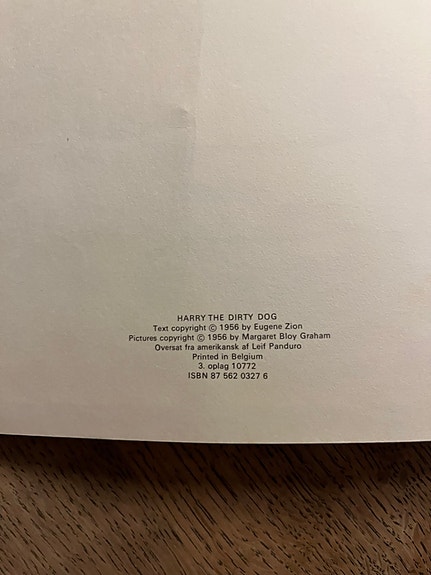 HARRY THE DIRTY DOG
Text copyright © 1956 by Eugene Zion
Pictures copyright © 1956 by Margaret Bloy Graham
Oversat fra amerikansk af Leif Panduro
Printed in Belgium
3. oplag 10772
ISBN 87 562 0327 6